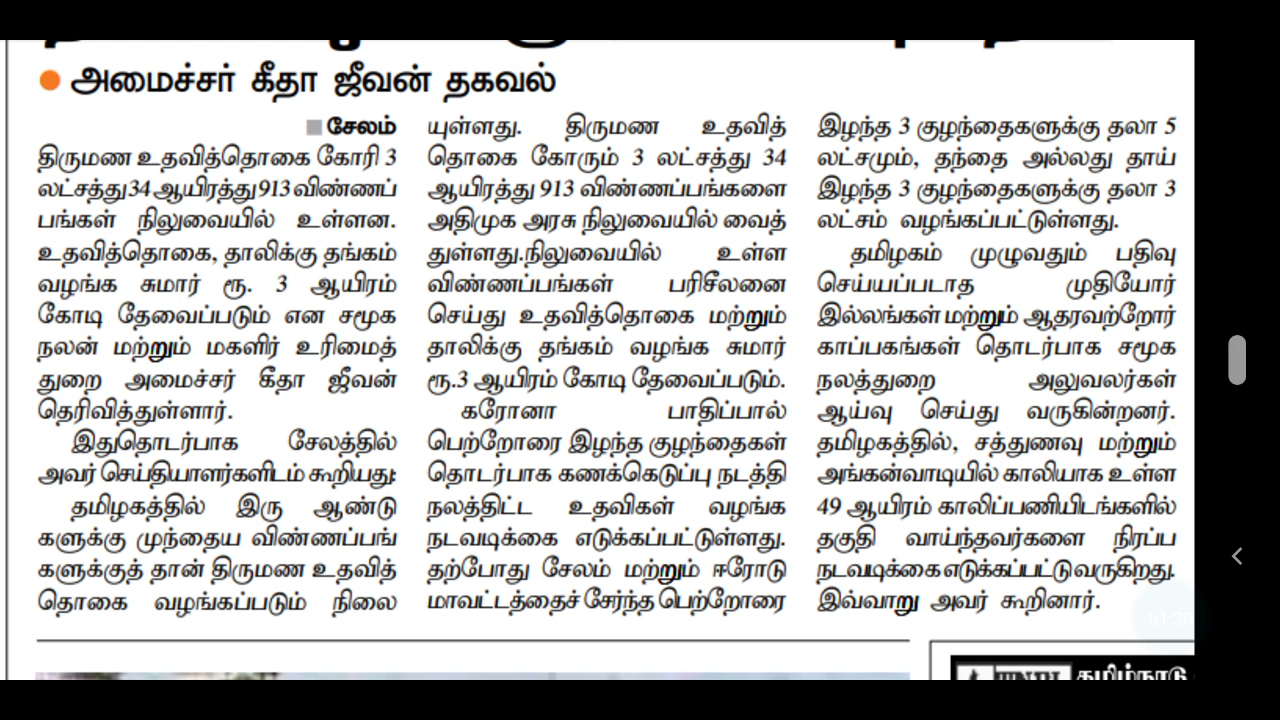 அமைச்சர் கீதா ஜீவன் தகவல்
சேலம்
திருமண உதவித்தொகை கோரி 3
லட்சத்து 34 ஆயிரத்து 913 விண்ணப்
பங்கள் நிலுவையில் உள்ளன.
உதவித்தொகை, தாலிக்கு தங்கம்
வழங்க சுமார் ரூ. 3 ஆயிரம்
கோடி தேவைப்படும் என சமூக
நலன் மற்றும் மகளிர் உரிமைத்
துறை அமைச்சர் கீதா ஜீவன்
தெரிவித்துள்ளார்.
இதுதொடர்பாக சேலத்தில்
அவர் செய்தியாளர்களிடம் கூறியது:
தமிழகத்தில் இரு ஆண்டு
களுக்கு முந்தைய விண்ணப்பங்
களுக்குத் தான் திருமண உதவித்
தொகை வழங்கப்படும் நிலை
யுள்ளது. திருமண உதவித்
தொகை கோரும் 3 லட்சத்து 34
ஆயிரத்து 913 விண்ணப்பங்களை
அதிமுக அரசு நிலுவையில் வைத்
துள்ளது.நிலுவையில் உள்ள
விண்ணப்பங்கள் பரிசீலனை
செய்து உதவித்தொகை மற்றும்
தாலிக்கு தங்கம் வழங்க சுமார்
ரூ.3 ஆயிரம் கோடி தேவைப்படும்.
கரோனா பாதிப்பால்
பெற்றோரை இழந்த குழந்தைகள்
தொடர்பாக கணக்கெடுப்பு நடத்தி
நலத்திட்ட உதவிகள் வழங்க
நடவடிக்கை எடுக்கப்பட்டுள்ளது.
தற்போது சேலம் மற்றும் ஈரோடு
மாவட்டத்தைச் சேர்ந்த பெற்றோரை
இழந்த 3 குழந்தைகளுக்கு தலா 5
லட்சமும், தந்தை அல்லது தாய்
இழந்த 3 குழந்தைகளுக்கு தலா 3
லட்சம் வழங்கப்பட்டுள்ளது.
தமிழகம் முழுவதும் பதிவு
செய்யப்படாத முதியோர்
இல்லங்கள் மற்றும் ஆதரவற்றோர்
காப்பகங்கள் தொடர்பாக சமூக
நலத்துறை அலுவலர்கள்
ஆய்வு செய்து வருகின்றனர்.
தமிழகத்தில், சத்துணவு மற்றும்
அங்கன்வாடியில் காலியாக உள்ள
49 ஆயிரம் காலிப்பணியிடங்களில்
தகுதி வாய்ந்தவர்களை நிரப்ப
நடவடிக்கை எடுக்கப்பட்டு வருகிறது.
இவ்வாறு அவர் கூறினார்.
தமிழ்நாடு